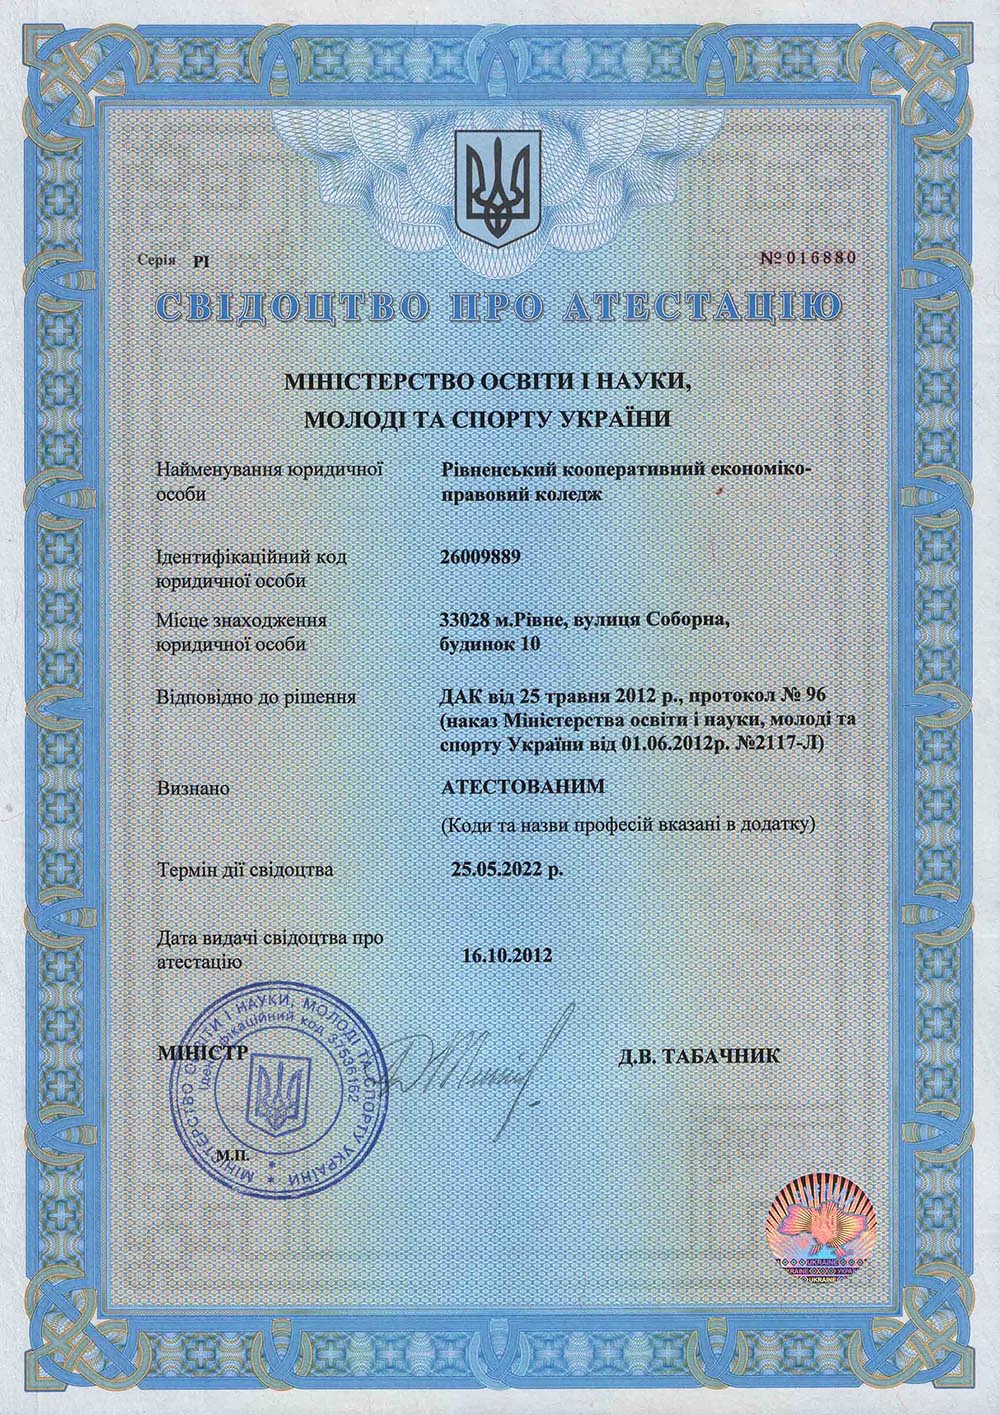 Серія РІ
№016880
СВІДОЦТВО ПРО АТЕСТАЦІЮ
МІНІСТЕРСТВО ОСВІТИ І НАУКИ,
МОЛОДІ ТА СПОРТУ УКРАЇНИ
Найменування юридичної
особи
Рівненський кооперативний економіко-
правовий коледж
Ідентифікаційний код
юридичної особи
26009889
Місце знаходження
юридичної особи
33028 м.Рівне, вулиця Соборна,
будинок 10
Відповідно до рішення
ДАК від 25 травня 2012 р., протокол № 96
(наказ Міністерства освіти і науки, молоді та
спорту України від 01.06.2012р. №2117-Л)
Визнано
АТЕСТОВАНИМ
(Коди та назви професій вказані в додатку)
Термін дії свідоцтва
25.05.2022 р.
Дата видачі свідоцтва про
атестацію
16.10.2012
МІНІСТР
Д.В. ТАБАЧНИК
М.П.
МІНІСТЕРСТВО ОСВІТИ І НАУКИ, МОЛОДІ ТА СПОРТУ УКРАЇНИ
Ідентифікаційний код 37536162
UKRAINE
UKRAINE